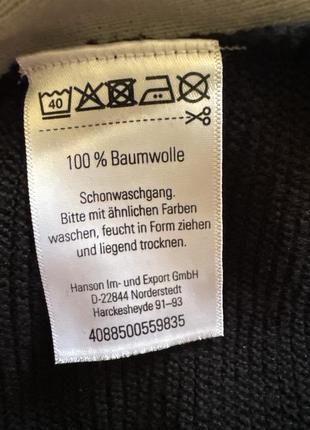 40
100 % Baumwolle
Schonwaschgang.
Bitte mit ähnlichen Farben
waschen, feucht in Form ziehen
und liegend trocknen.
Hanson Im- und Export GmbH
D-22844 Norderstedt
Harckesheyde 91–93
4088500559835